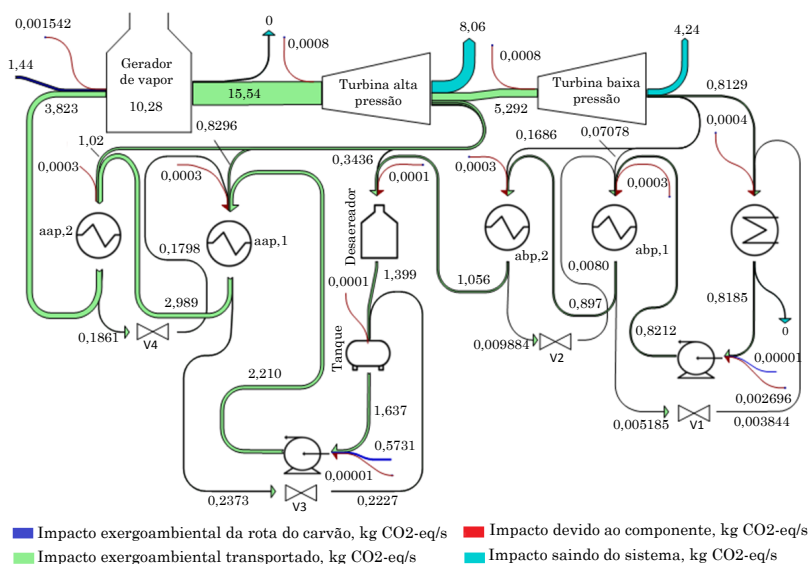 0
8,06
4,24
0,001542
0,0008
0,0008
1,44
Gerador
de vapor
10,28
15,54
Turbina alta
pressão
Turbina baixa
pressão
3,823
5,292
0,8129
0,0004
1,02
0,8296
0,3436
0,1686
0,07078
0,0003
0,0003
0,0001
0,0003
0,0003
aap,2
aap,1
Desaereador
abp,2
abp,1
0,1798
1,399
1,056
0,0080
0,8185
0,0001
2,989
0,897
0,8212
0
0,1861
V4
Tanque
0,009884
V2
0,00001
2,210
1,637
0,002696
0,005185
V1
0,003844
0,5731
0,00001
0,2373
V3
0,2227
Impacto exergoambiental da rota do carvão, kg CO2-eq/s
Impacto devido ao componente, kg CO2-eq/s
Impacto exergoambiental transportado, kg CO2-eq/s
Impacto saindo do sistema, kg CO2-eq/s